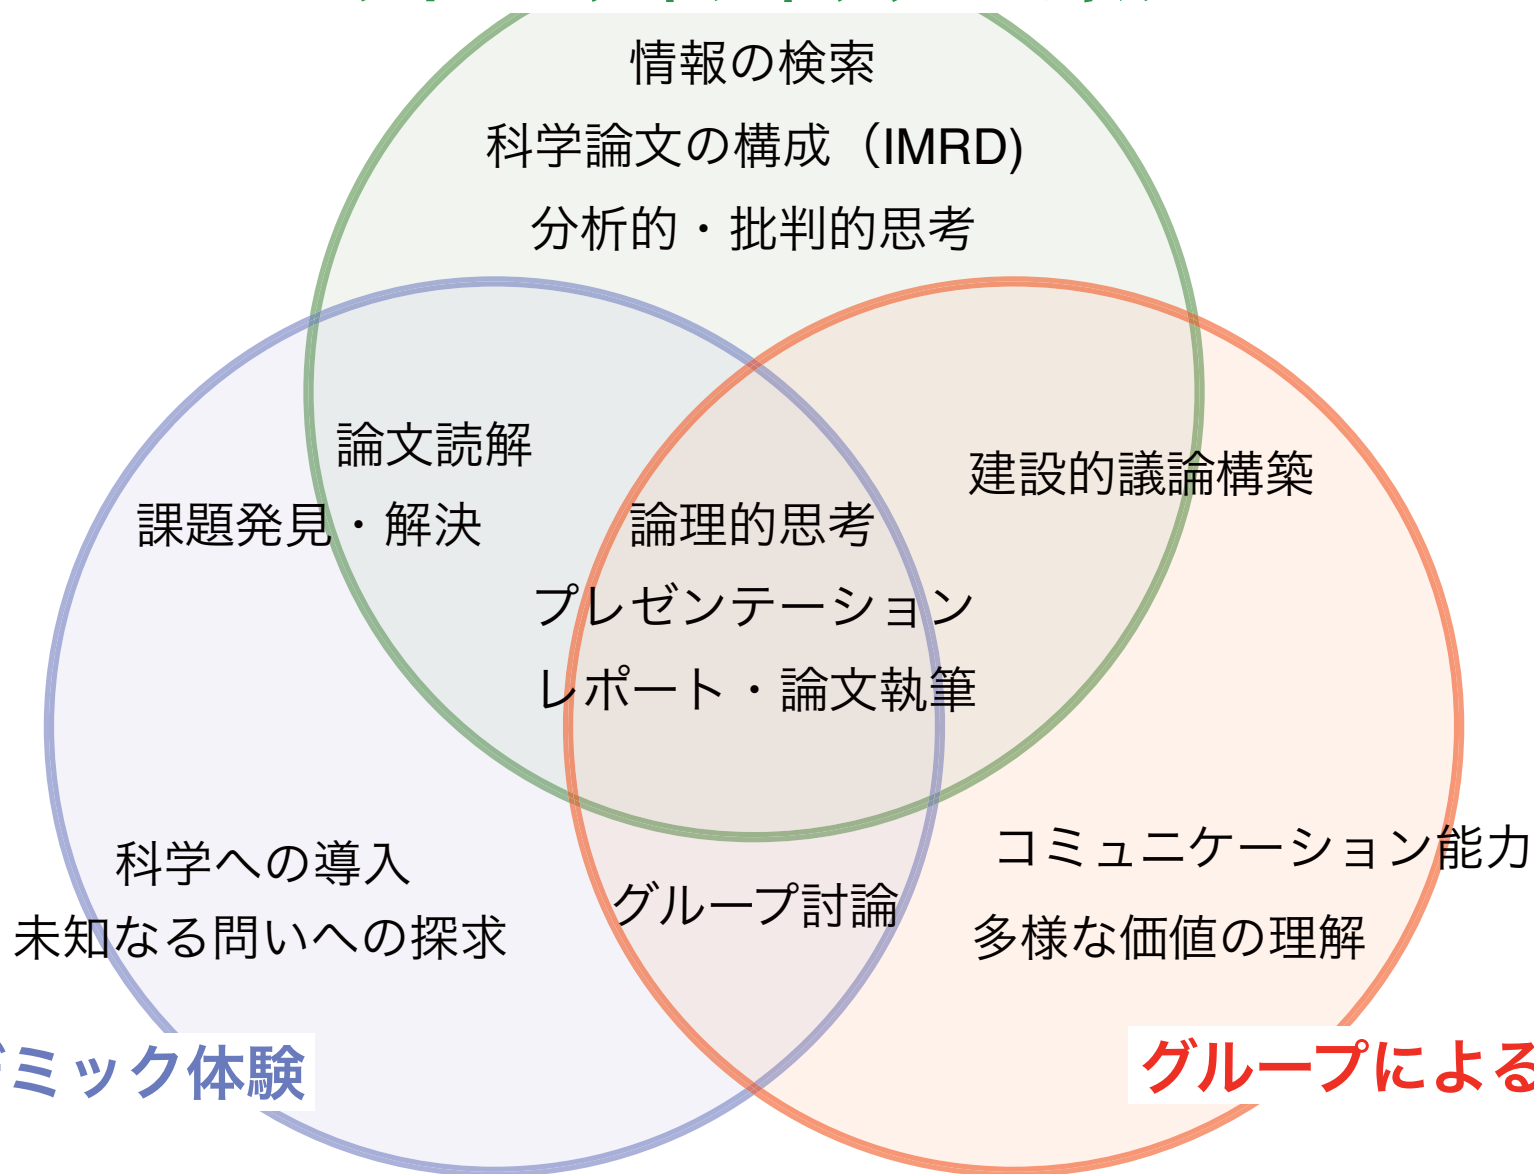 情報の検索
科学論文の構成（IMRD)
分析的・批判的思考
論文読解
建設的議論構築
課題発見・解決
論理的思考
プレゼンテーション
レポート・論文執筆
科学への導入
コミュニケーション能力
グループ討論
未知なる問いへの探求
多様な価値の理解
ミック体験
グループによる